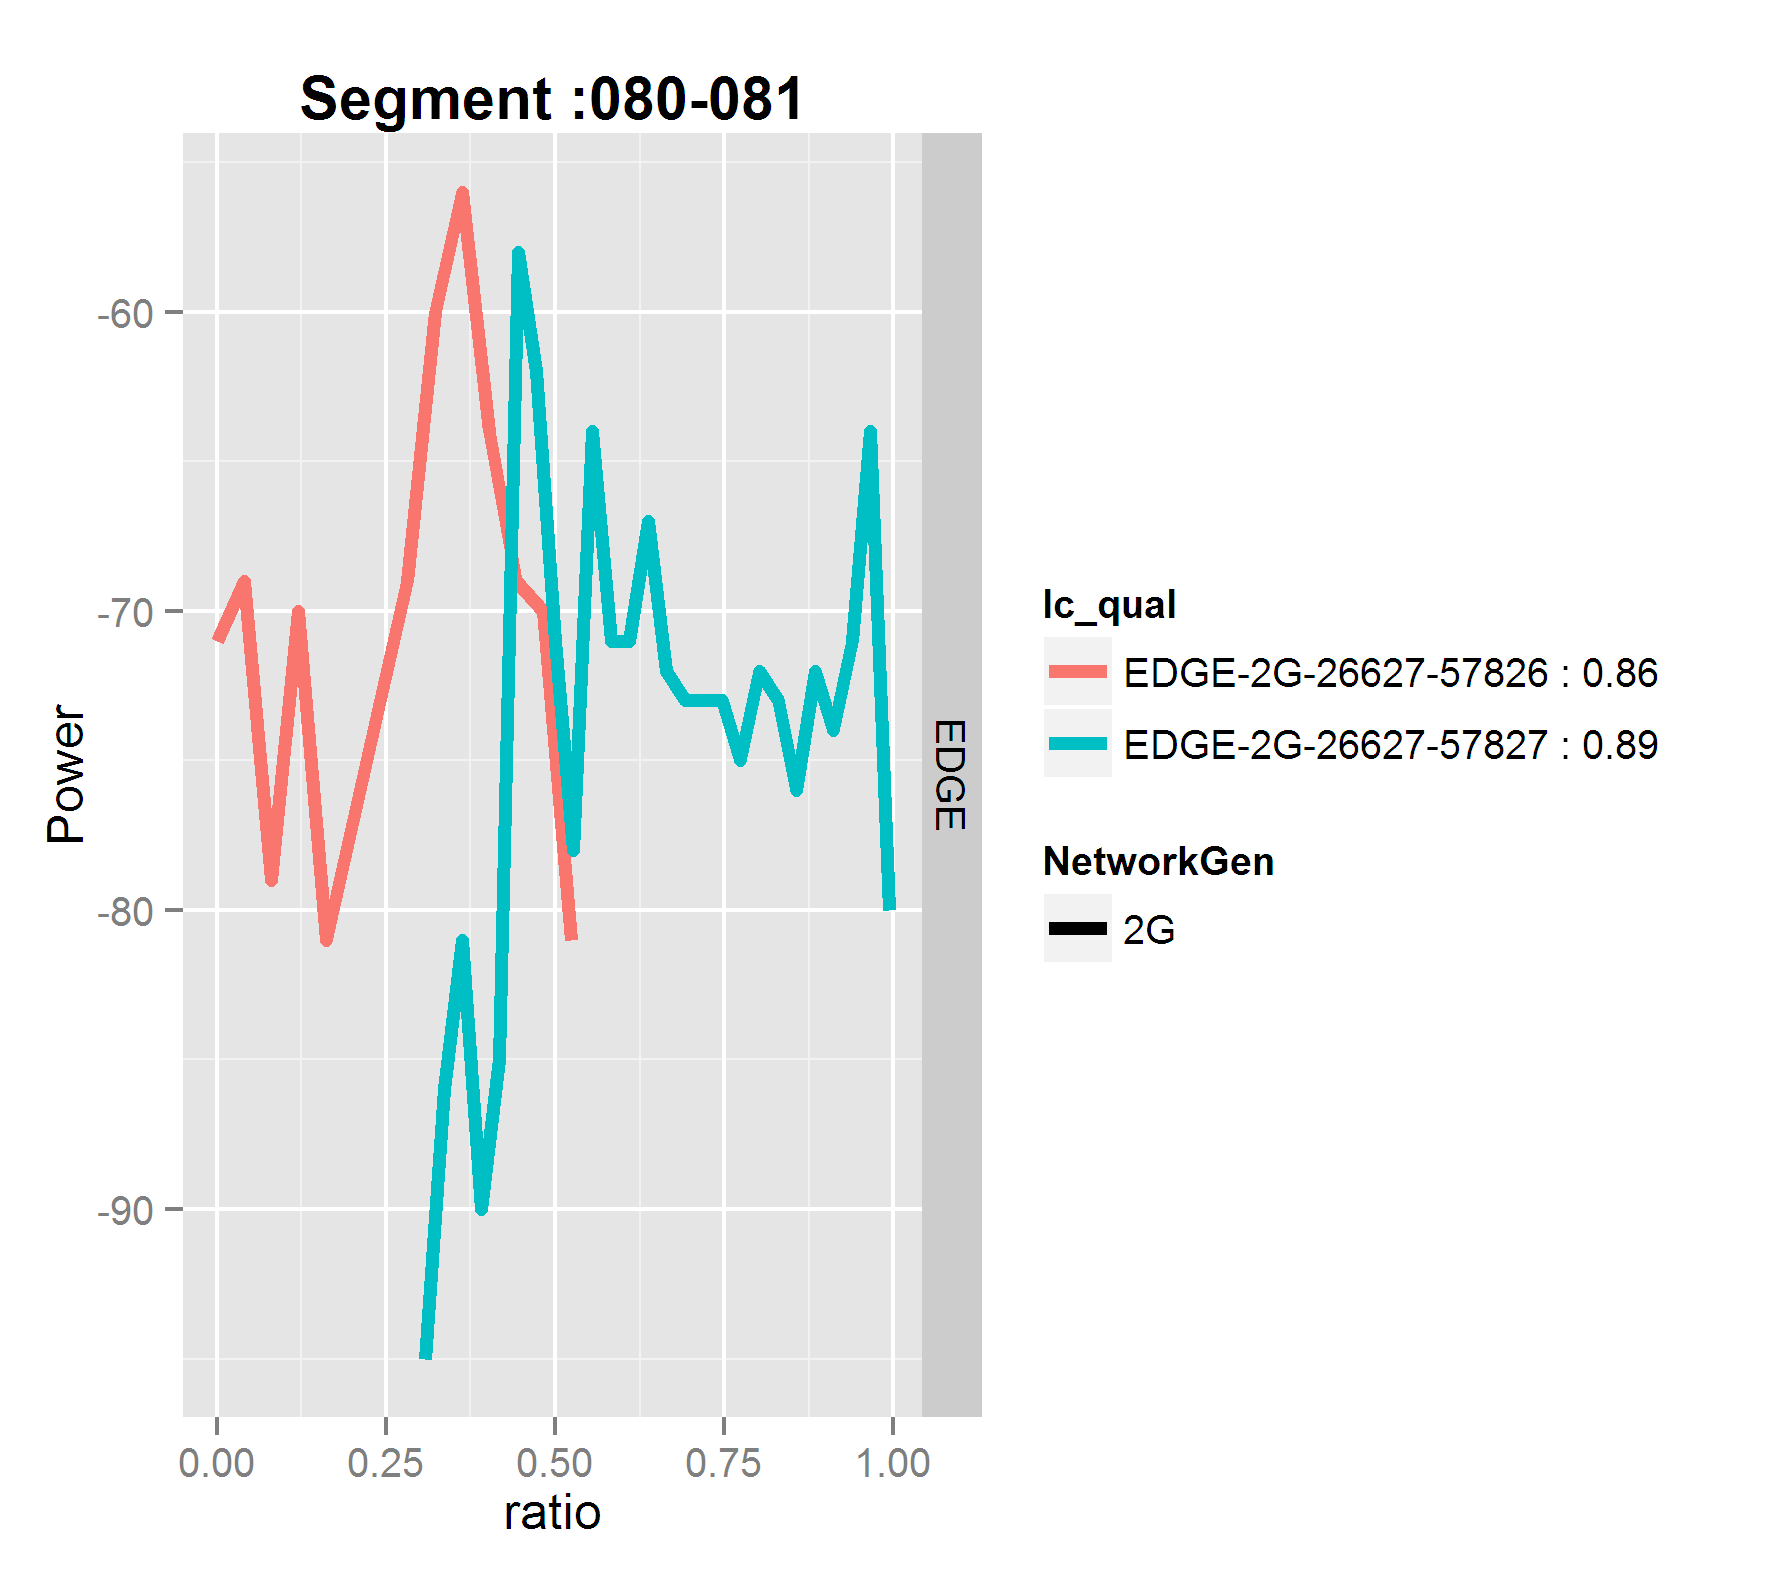 Segment :080-081
-60
-70
-80
-90
Power
0.00 0.25 0.50 0.75 1.00
ratio
EDGE
lc_qual
EDGE-2G-26627-57826 : 0.86
EDGE-2G-26627-57827 : 0.89
NetworkGen
2G